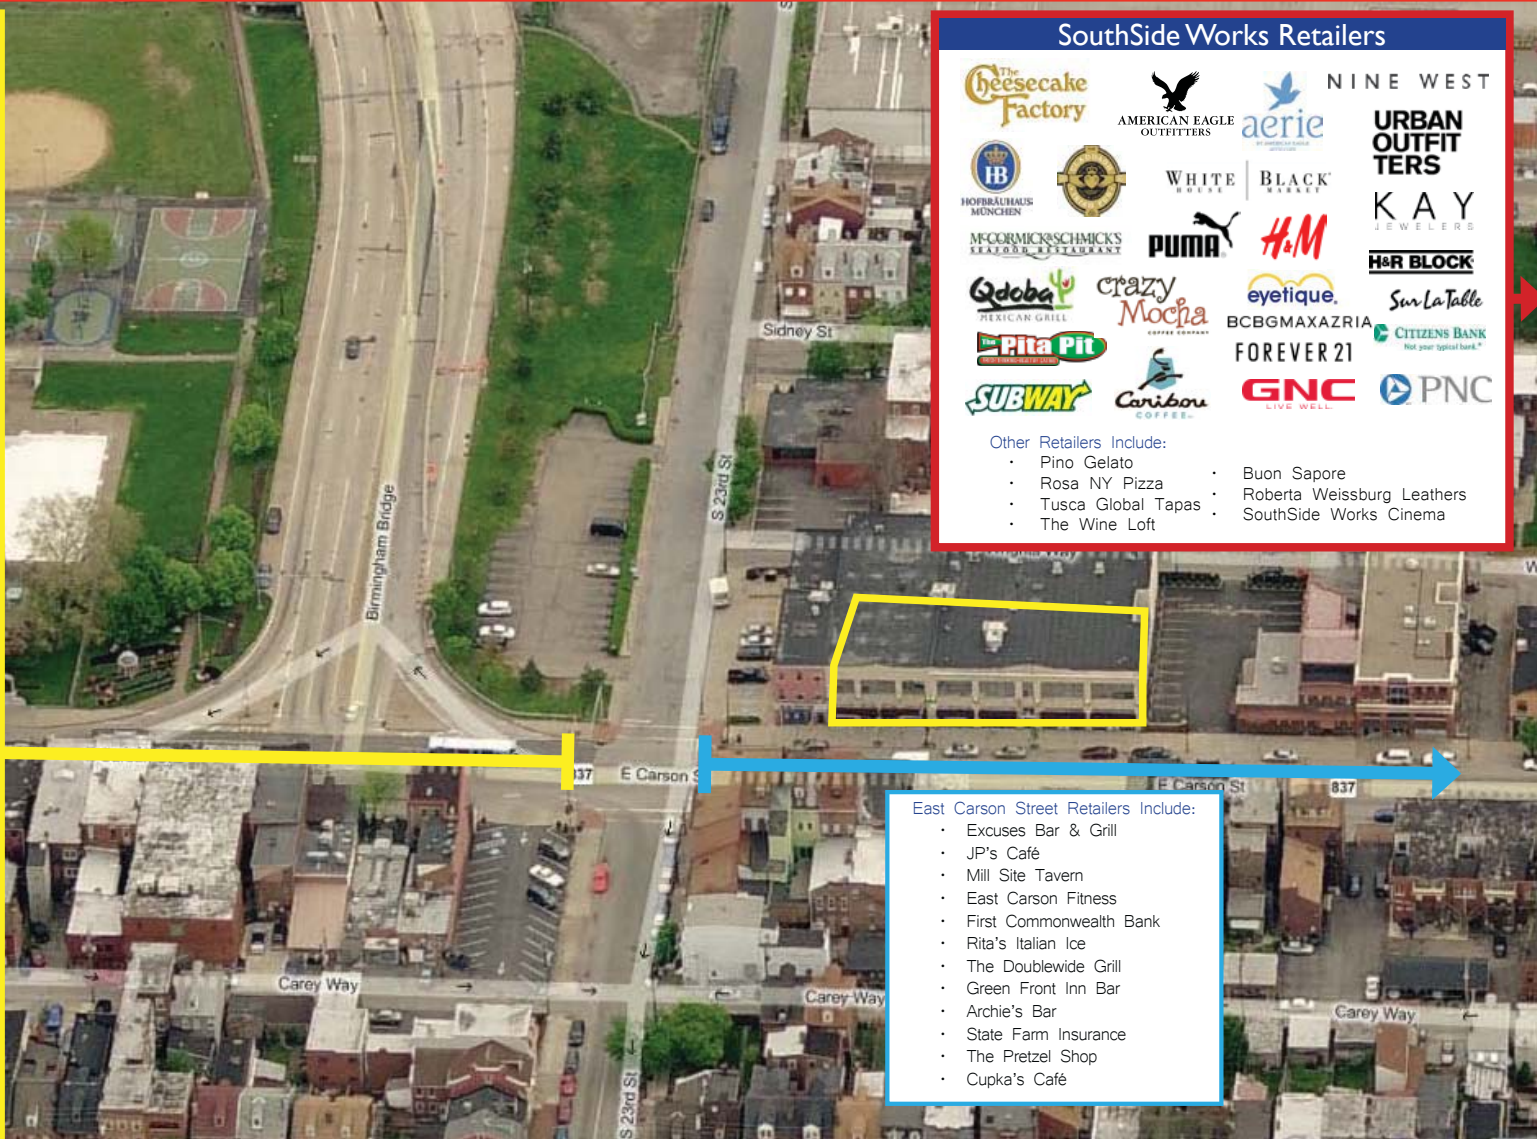 S
SouthSide Works Retailers
The
Cheesecake
Factory
AMERICAN EAGLE
OUTFITTERS
aerie
NINE WEST
URBAN
OUTFIT
TERS
HB
HOFBRÄUHAUS
MÜNCHEN
WHITE
HOUSE
BLACK
MARKET
KAY
JEWELERS
McCORMICK & SCHMICK'S
SEAFOOD RESTAURANT
PUMA
H&M
H&R BLOCK
Qdoba
MEXICAN GRILL
crazy
Mocha
COFFEE COMPANY
eyetique.
Sur La Table
BCBGMAXAZRIA
CITIZENS BANK
Not your typical bank.
The Pita Pit
FOREVER 21
SUBWAY
Caribou
COFFEE
GNC
LIVE WELL
PNC
Other Retailers Include:
· Pino Gelato
· Rosa NY Pizza
· Tusca Global Tapas
· The Wine Loft
· Buon Sapore
· Roberta Weissburg Leathers
· SouthSide Works Cinema
Sidney St
S 23rd St
Birmingham Bridge
Way
W
837
E Carson S
E Carson St
837
East Carson Street Retailers Include:
· Excuses Bar & Grill
· JP's Café
· Mill Site Tavern
· East Carson Fitness
· First Commonwealth Bank
· Rita's Italian Ice
· The Doublewide Grill
· Green Front Inn Bar
· Archie's Bar
· State Farm Insurance
· The Pretzel Shop
· Cupka's Café
Carey Way
Carey Way
Carey Way
S 23rd St